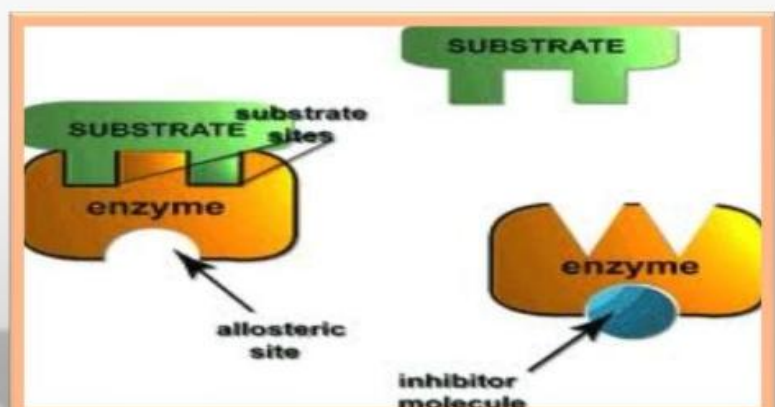 SUBSTRATE
SUBSTRATE
substrate
sites
enzyme
enzyme
allosteric
site
inhibitor
molecule